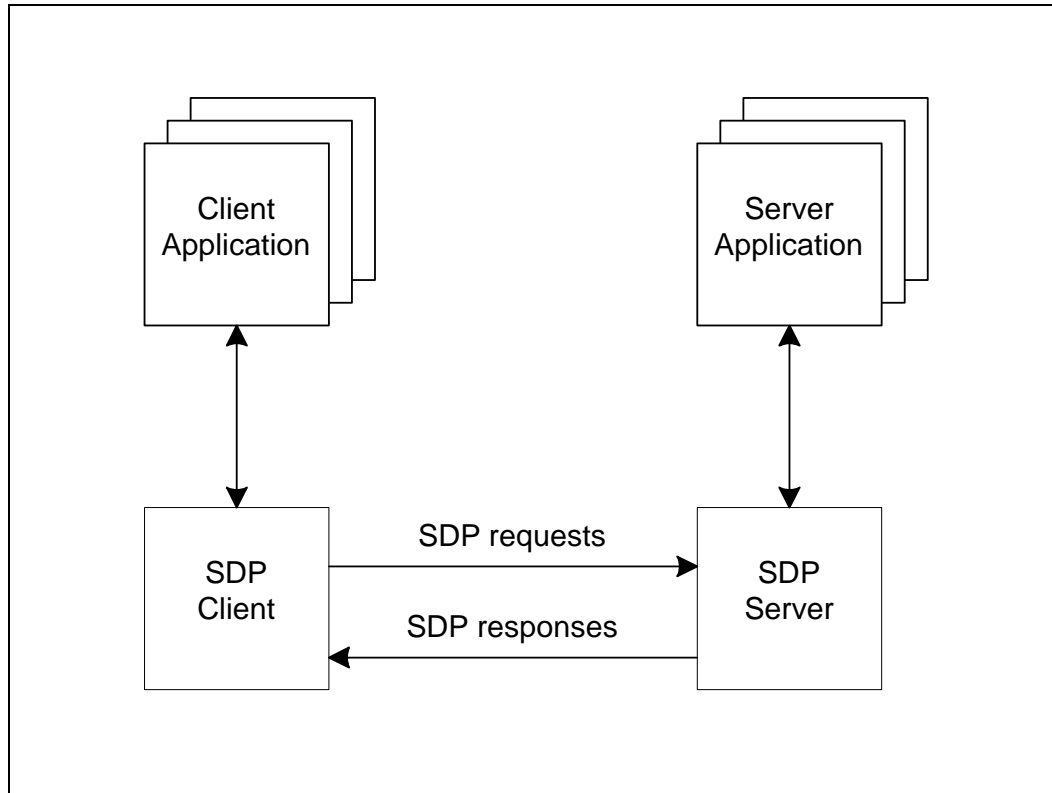 Client
Application
Server
Application
SDP requests
SDP
Client
SDP
Server
SDP responses